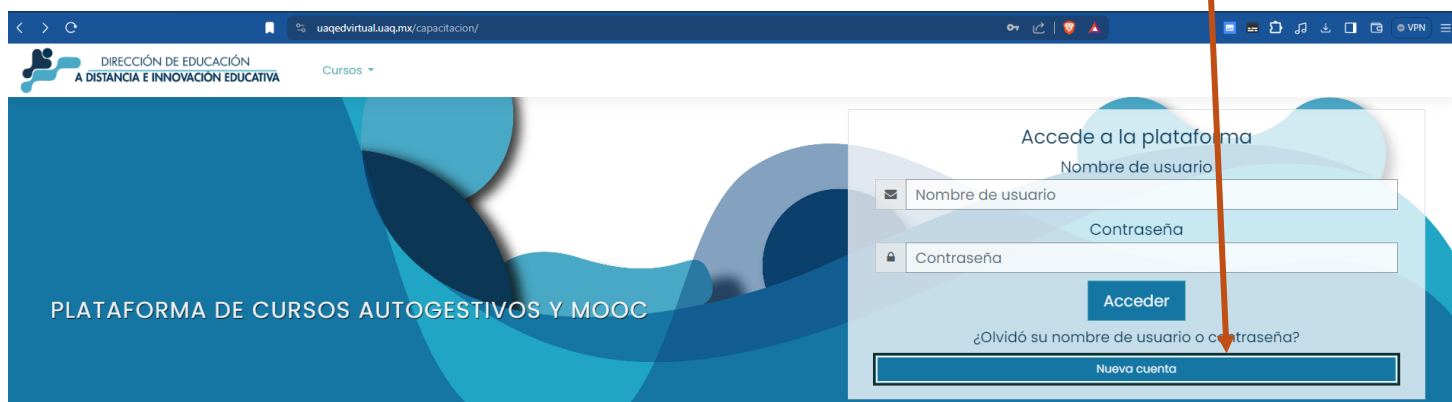 uaqedvirtual.uaq.mx/capacitacion/
VPN
DIRECCIÓN DE EDUCACIÓN
A DISTANCIA E INNOVACIÓN EDUCATIVA
Cursos
Accede a la plataforma
Nombre de usuario
Nombre de usuario
Contraseña
Contraseña
Acceder
PLATAFORMA DE CURSOS AUTOGESTIVOS Y MOOC
¿Olvidó su nombre de usuario o contraseña?
Nueva cuenta